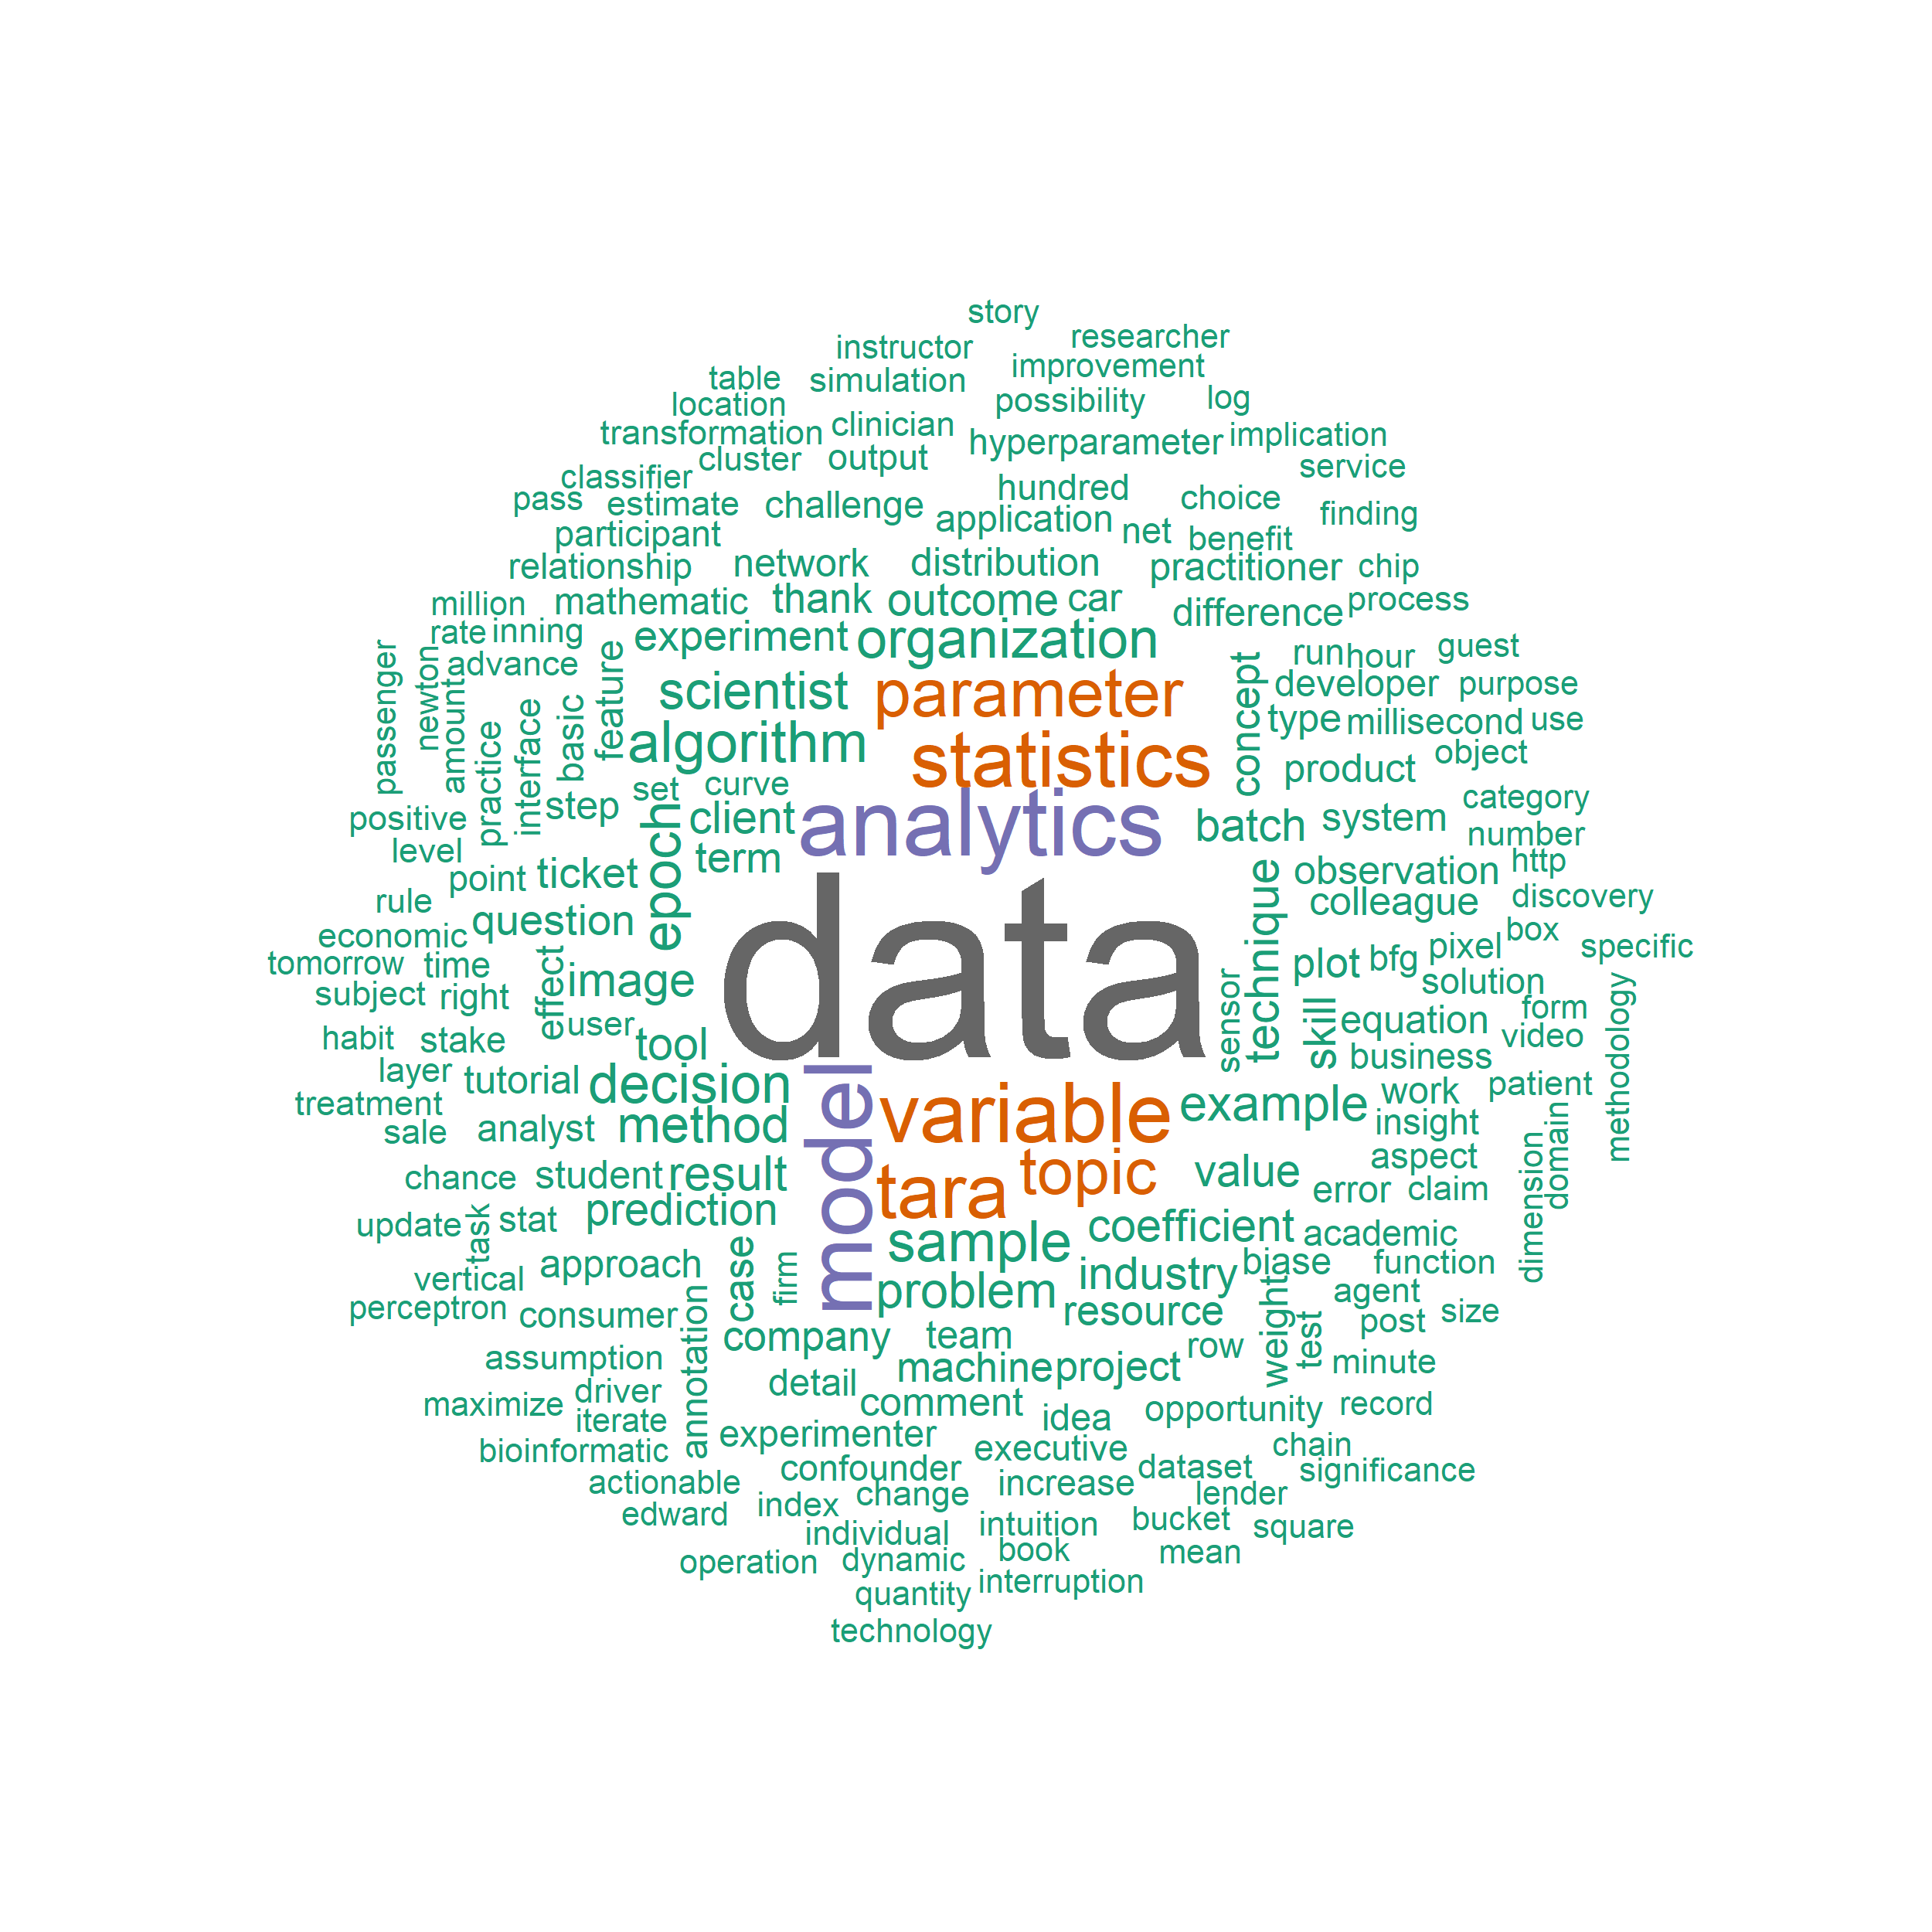 story
instructor
researcher
table
simulation
improvement
location
possibility
log
transformation
clinician
hyperparameter
implication
classifier
cluster
output
service
pass
estimate
challenge
hundred
choice
finding
participant
application
net
benefit
relationship
network
distribution
practitioner
chip
million
mathematic
thank
outcome
car
difference
process
rate
inning
experiment
organization
run
hour
guest
passenger
newton
advance
feature
scientist
parameter
concept
developer
purpose
amount
practice
interface
basic
algorithm
statistics
type
millisecond
use
product
object
positive
step
set
curve
client
analytics
batch
system
category
number
level
epoch
term
point
ticket
observation
http
rule
question
data
technique
colleague
discovery
economic
box
tomorrow
time
effect
image
sensor
plot
bfg
pixel
specific
subject
right
user
skill
solution
form
methodology
habit
stake
tool
equation
video
layer
tutorial
decision
model
variable
example
business
work
patient
treatment
sale
analyst
method
insight
chance
student
result
tara
topic
value
aspect
domain
dimension
update
task
stat
prediction
sample
coefficient
error
claim
academic
vertical
approach
case
firm
problem
industry
biase
function
perceptron
consumer
annotation
resource
weight
agent
company
team
test
post
size
assumption
machine
project
row
minute
maximize
driver
detail
iterate
comment
idea
opportunity
record
bioinformatic
experimenter
executive
chain
actionable
confounder
increase
dataset
significance
edward
index
change
lender
individual
intuition
bucket
square
operation
dynamic
book
mean
quantity
interruption
technology